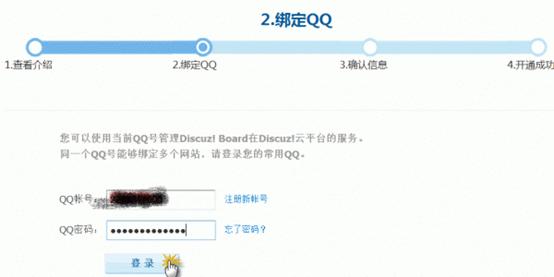 2.绑定QQ
1.查看介绍 2.绑定QQ 3.确认信息 4.开通成功
您可以使用当前QQ号管理Discuz! Board在Discuz!云平台的服务。
同一个QQ号能够绑定多个网站，请登录您的常用QQ。
QQ帐号： 注册新帐号
QQ密码： ●●●●●●●●●●●●● 忘了密码？
登 录